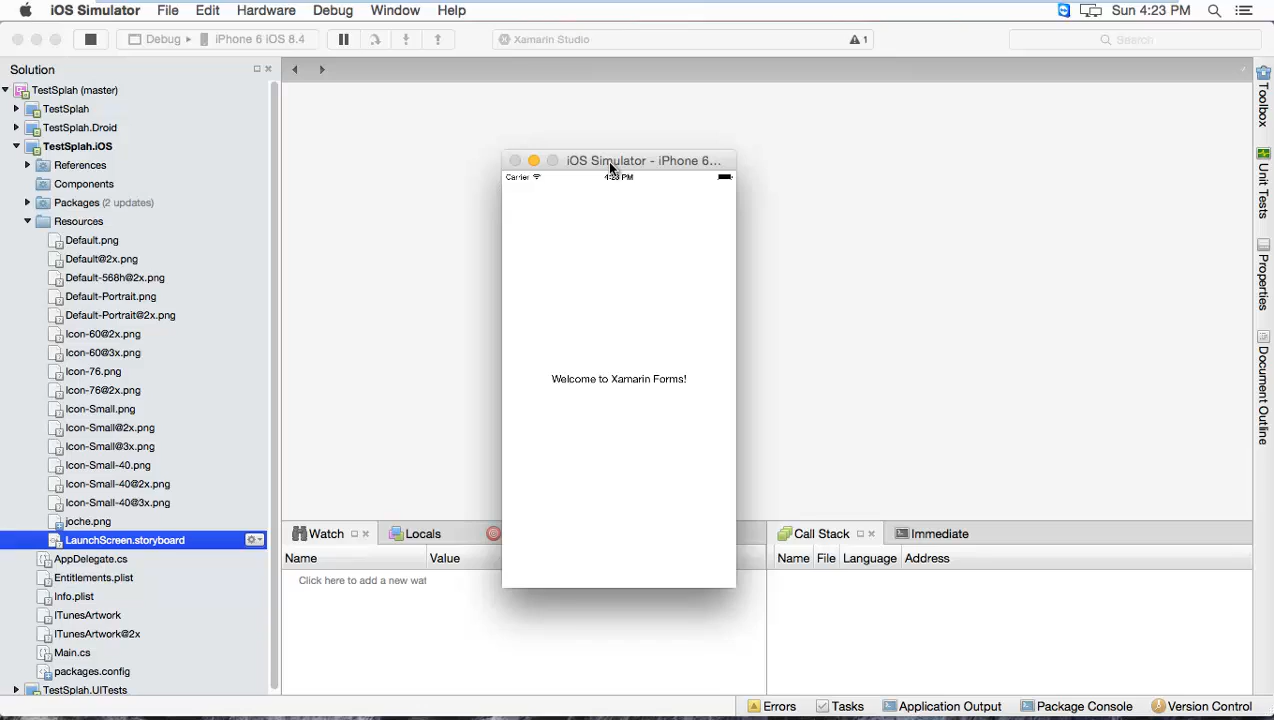 iOS Simulator File Edit Hardware Debug Window Help Sun 4:23 PM
Debug iPhone 6 iOS 8.4 Xamarin Studio 1 Search
Solution
TestSplah (master)
TestSplah
TestSplah.Droid
TestSplah.iOS
References
Components
Packages (2 updates)
Resources
Default.png
Default@2x.png
Default-568h@2x.png
Default-Portrait.png
Default-Portrait@2x.png
Icon-60@2x.png
Icon-60@3x.png
Icon-76.png
Icon-76@2x.png
Icon-Small.png
Icon-Small@2x.png
Icon-Small@3x.png
Icon-Small-40.png
Icon-Small-40@2x.png
Icon-Small-40@3x.png
joche.png
LaunchScreen.storyboard
AppDelegate.cs
Entitlements.plist
Info.plist
iTunesArtwork
iTunesArtwork@2x
Main.cs
packages.config
TestSplah.UITests
iOS Simulator - iPhone 6...
Carrier 4:23 PM
Welcome to Xamarin Forms!
Watch Locals
Name Value
Click here to add a new wat
Call Stack Immediate
Name File Language Address
Toolbox
Unit Tests
Properties
Document Outline
Errors Tasks Application Output Package Console Version Control